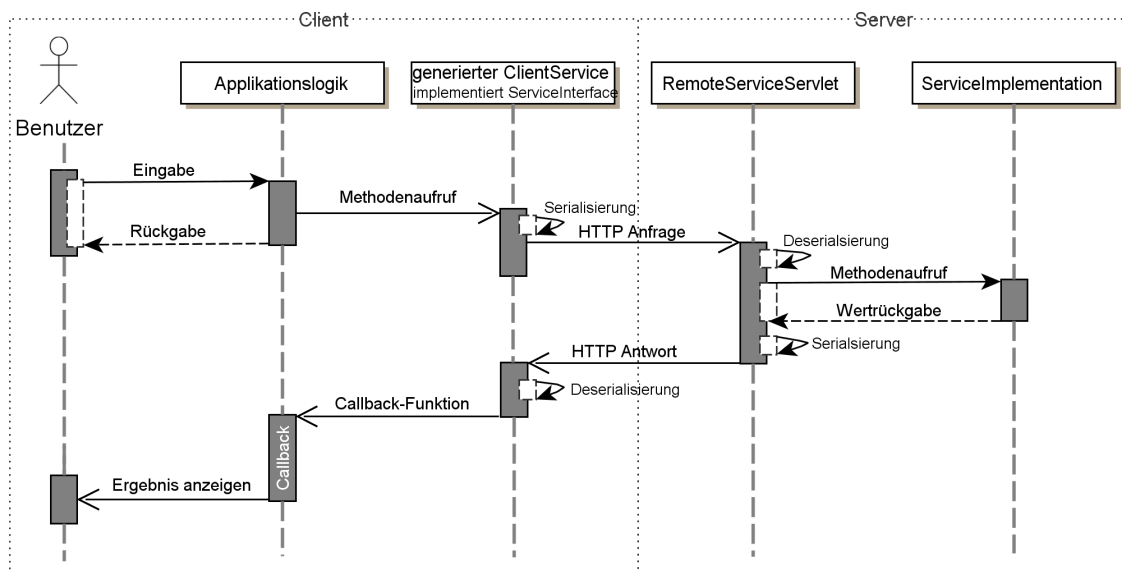 Client
Server
Benutzer
Applikationslogik
generierter ClientService
implementiert ServiceInterface
RemoteServiceServlet
ServiceImplementation
Eingabe
Methodenaufruf
Serialisierung
Rückgabe
HTTP Anfrage
Deserialsierung
Methodenaufruf
Wertrückgabe
Serialsierung
HTTP Antwort
Deserialisierung
Callback-Funktion
Callback
Ergebnis anzeigen